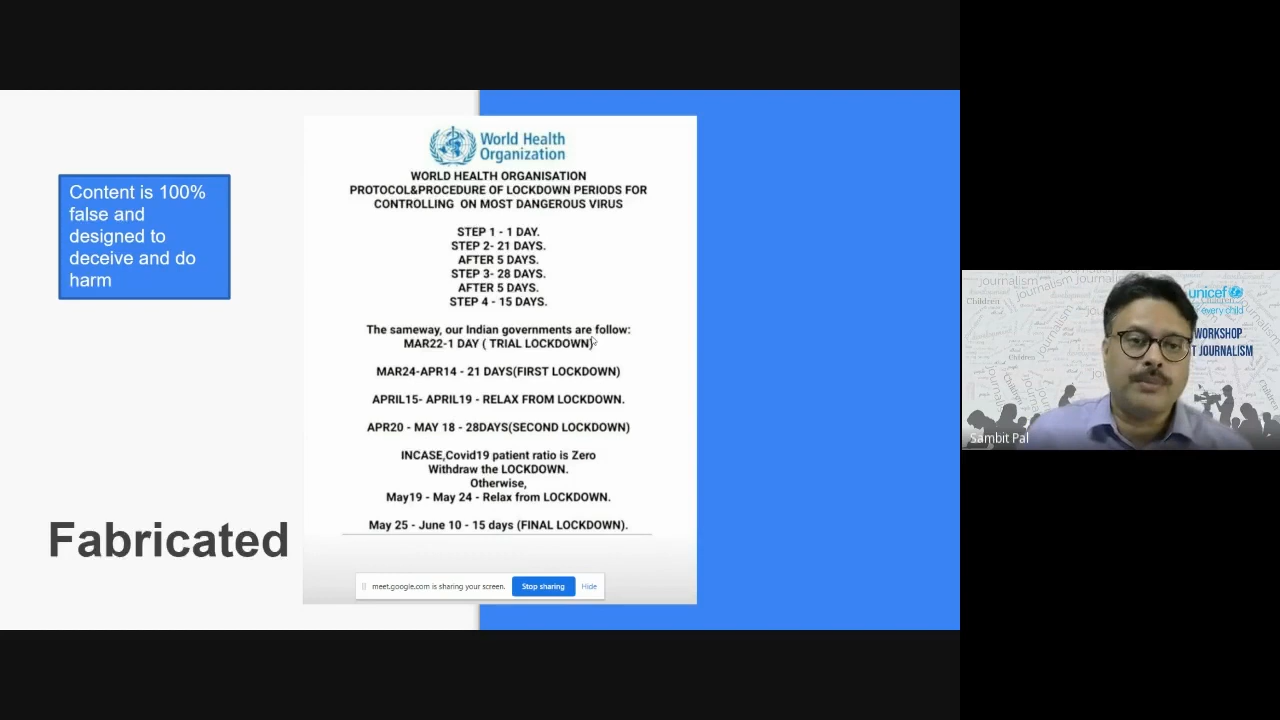 Content is 100%
false and
designed to
deceive and do
harm
Fabricated
World Health
Organization
WORLD HEALTH ORGANISATION
PROTOCOL&PROCEDURE OF LOCKDOWN PERIODS FOR
CONTROLLING ON MOST DANGEROUS VIRUS
STEP 1 - 1 DAY.
STEP 2- 21 DAYS.
AFTER 5 DAYS.
STEP 3- 28 DAYS.
AFTER 5 DAYS.
STEP 4 - 15 DAYS.
The sameway, our Indian governments are follow:
MAR22-1 DAY ( TRIAL LOCKDOWN)
MAR24-APR14 - 21 DAYS(FIRST LOCKDOWN)
APRIL15- APRIL19 - RELAX FROM LOCKDOWN.
APR20 - MAY 18 - 28DAYS(SECOND LOCKDOWN)
INCASE,Covid19 patient ratio is Zero
Withdraw the LOCKDOWN.
Otherwise,
May19 - May 24 - Relax from LOCKDOWN.
May 25 - June 10 - 15 days (FINAL LOCKDOWN).
meet.google.com is sharing your screen. Stop sharing Hide
unicef
every child
WORKSHOP
JOURNALISM
journalism
Children
Sambit Pal